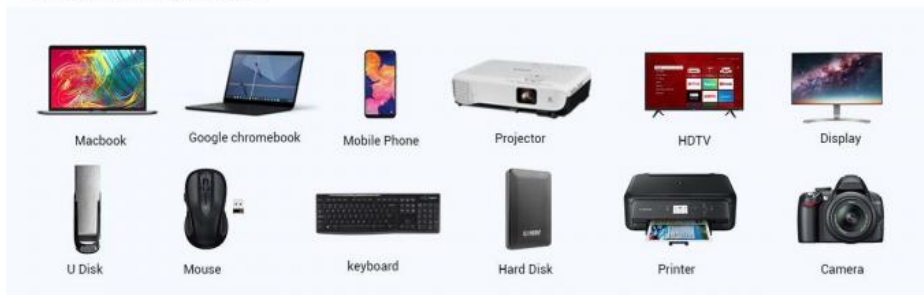 Macbook
Google chromebook
Mobile Phone
Projector
HDTV
Display
U Disk
Mouse
keyboard
Hard Disk
Printer
Camera